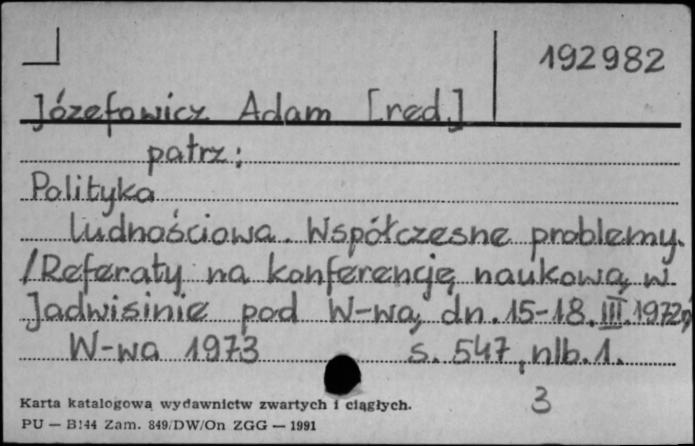 192982
Józefowicz Adam [red.]
patrz:
Polityka
ludnościowa. Współczesne problemy.
/Referaty na konferencję naukową w
Jadwisinie pod W-wą, dn. 15-18.III.1972r
W-wa 1973 s. 547, nlb. 1.
3
Karta katalogowa wydawnictw zwartych i ciągłych.
PU — B144 Zam. 849/DW/On ZGG — 1991